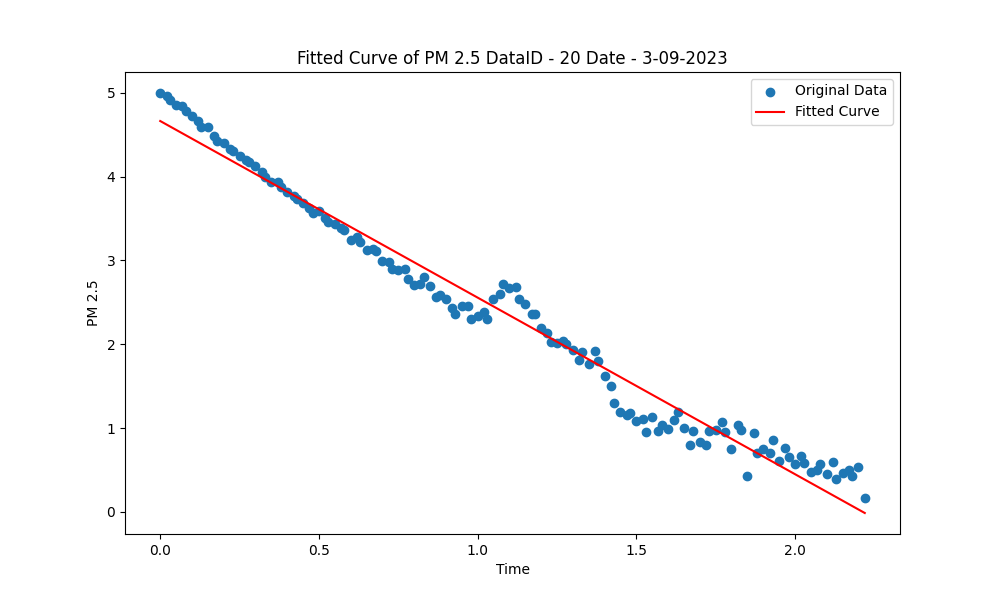 Fitted Curve of PM 2.5 DataID - 20 Date - 3-09-2023
Original Data
Fitted Curve
PM 2.5
5
4
3
2
1
0
0.0
0.5
1.0
1.5
2.0
Time